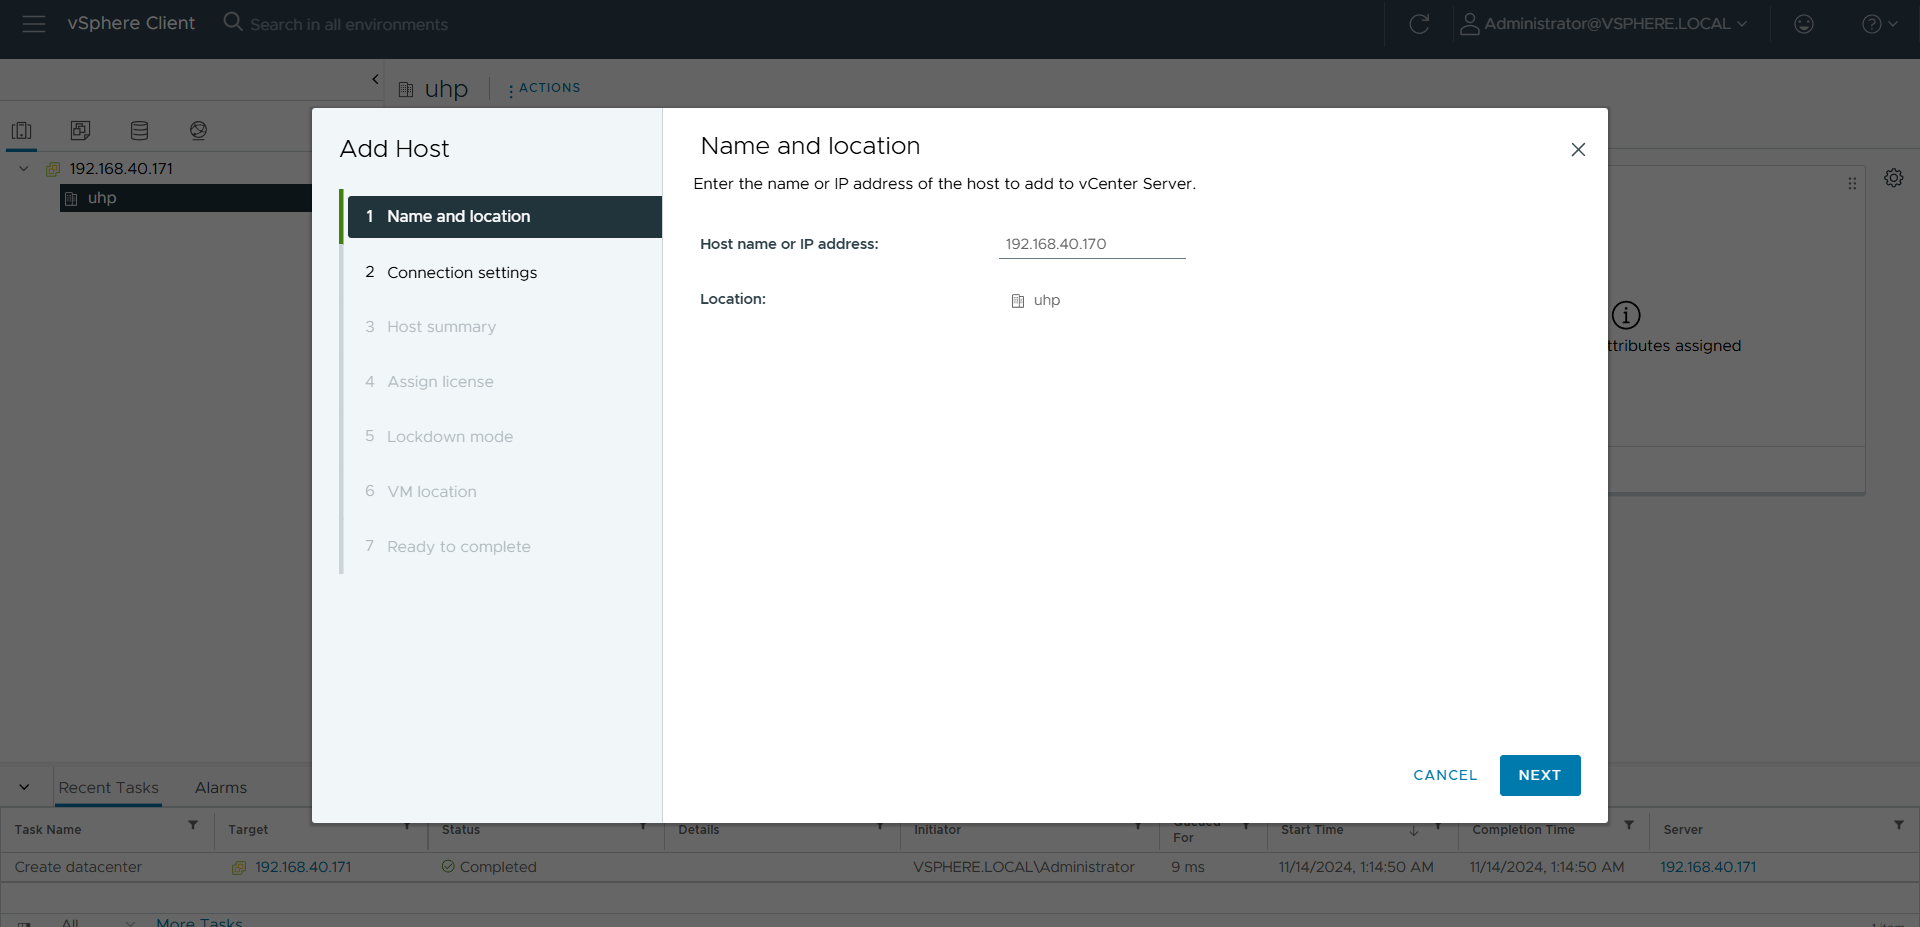 vSphere Client
Search in all environments
Administrator@VSPHERE.LOCAL
uhp
ACTIONS
192.168.40.171
uhp
Add Host
1 Name and location
2 Connection settings
3 Host summary
4 Assign license
5 Lockdown mode
6 VM location
7 Ready to complete
Name and location
Enter the name or IP address of the host to add to vCenter Server.
Host name or IP address: 192.168.40.170
Location: uhp
CANCEL NEXT
ttributes assigned
Recent Tasks Alarms
Task Name Target Status Details Initiator Queued For Start Time Completion Time Server
Create datacenter 192.168.40.171 Completed VSPHERE.LOCAL\Administrator 9 ms 11/14/2024, 1:14:50 AM 11/14/2024, 1:14:50 AM 192.168.40.171
All More Tasks
1 item